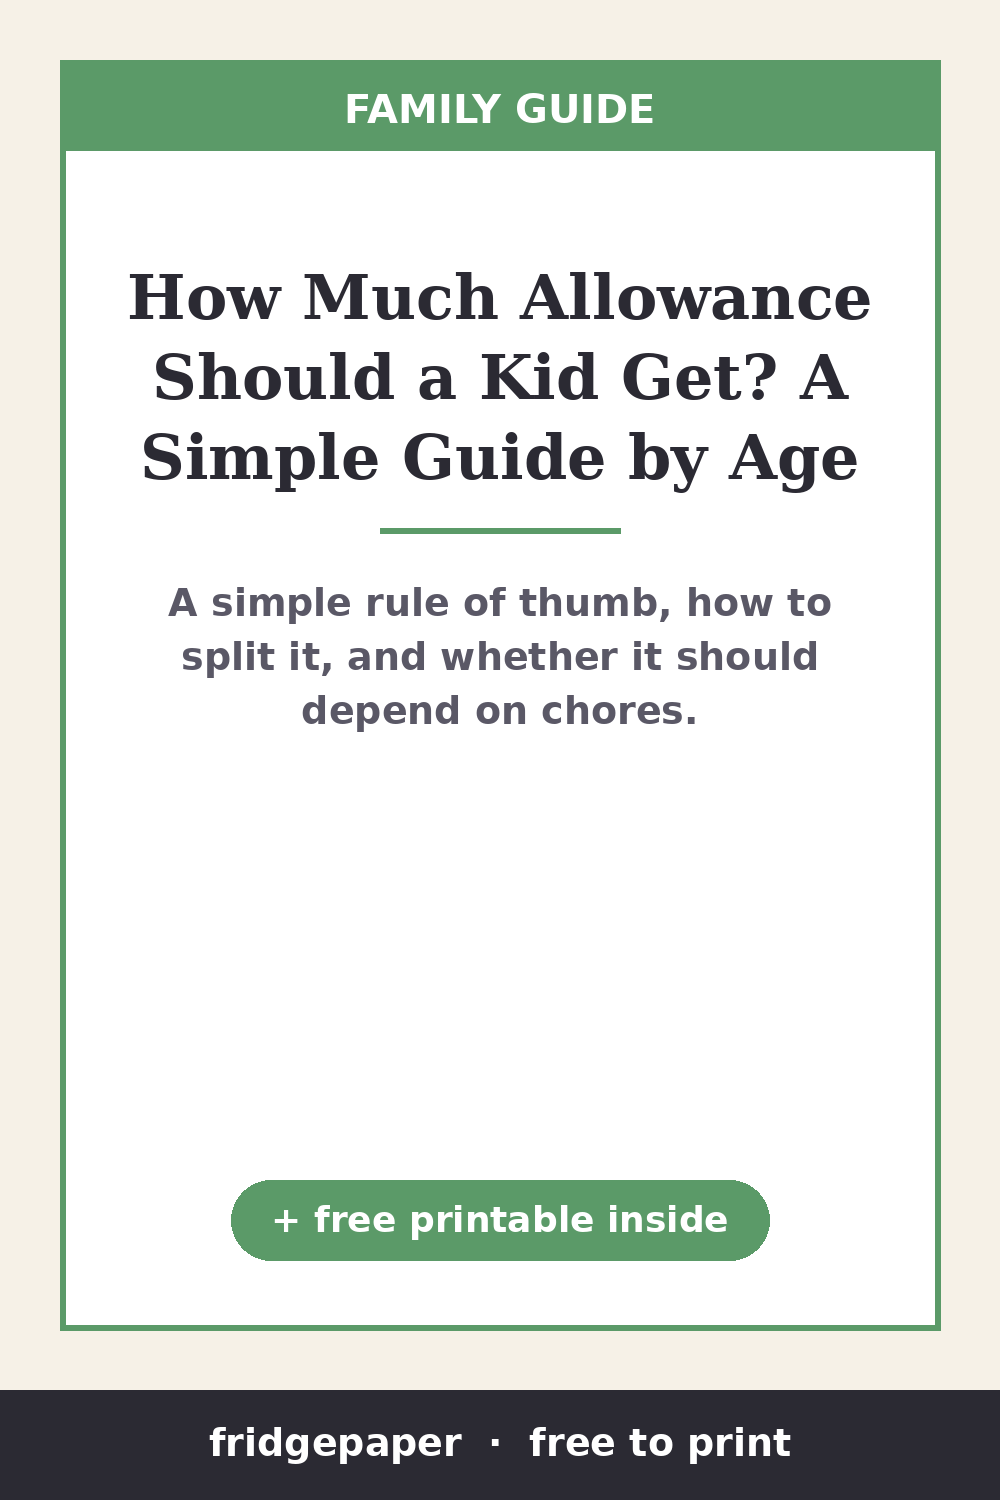 FAMILY GUIDE
How Much Allowance
Should a Kid Get? A
Simple Guide by Age
A simple rule of thumb, how to
split it, and whether it should
depend on chores.
+ free printable inside
fridgepaper · free to print